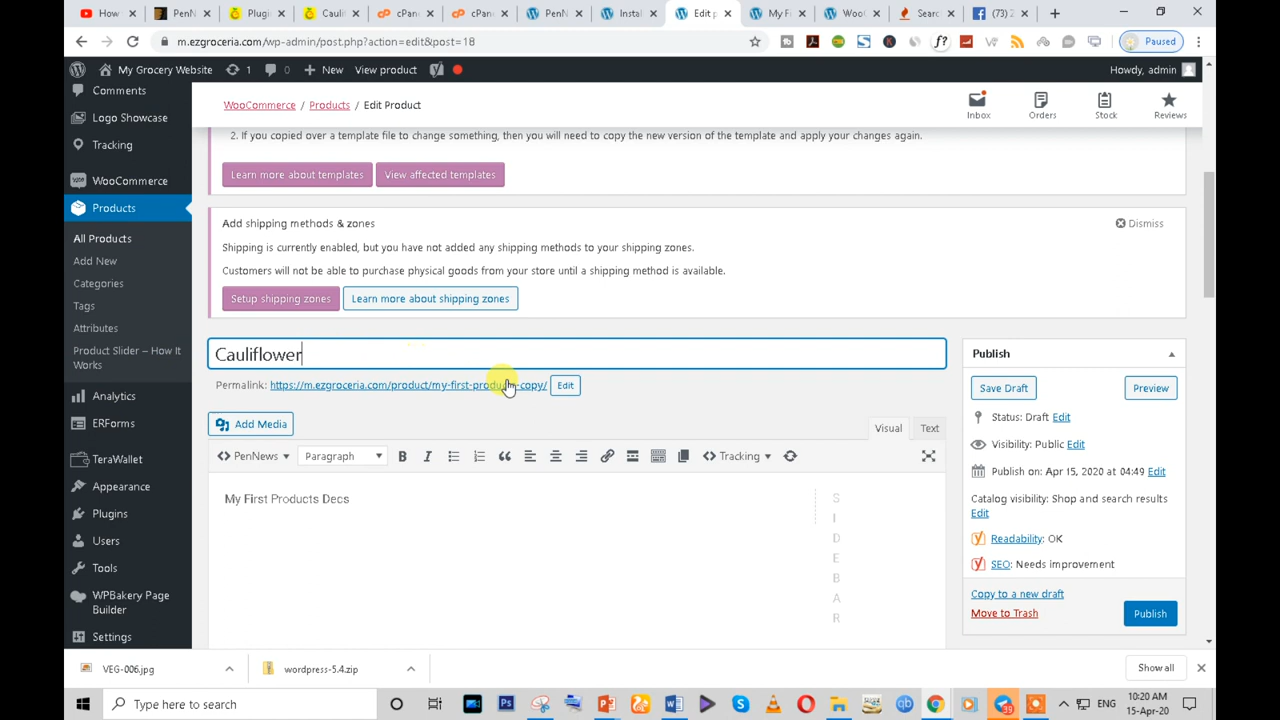 How
PenN
Plugi
Cauli
cPan
cPan
PenN
Instal
Edit p
My F
Woo
Searc
(73) 2
m.ezgroceria.com/wp-admin/post.php?action=edit&post=18
Paused
My Grocery Website 1 0 New View product
Howdy, admin
Comments
Logo Showcase
Tracking
WooCommerce
Products
All Products
Add New
Categories
Tags
Attributes
Product Slider – How It
Works
Analytics
ERForms
TeraWallet
Appearance
Plugins
Users
Tools
WPBakery Page
Builder
Settings
WooCommerce / Products / Edit Product
Inbox
Orders
Stock
Reviews
2. If you copied over a template file to change something, then you will need to copy the new version of the template and apply your changes again.
Learn more about templates
View affected templates
Add shipping methods & zones
Dismiss
Shipping is currently enabled, but you have not added any shipping methods to your shipping zones.
Customers will not be able to purchase physical goods from your store until a shipping method is available.
Setup shipping zones
Learn more about shipping zones
Cauliflower
Permalink: https://m.ezgroceria.com/product/my-first-produ -copy/ Edit
Add Media
Visual
Text
PenNews
Paragraph
B
I
Tracking
My First Products Decs
S
I
D
E
B
A
R
Publish
Save Draft
Preview
Status: Draft Edit
Visibility: Public Edit
Publish on: Apr 15, 2020 at 04:49 Edit
Catalog visibility: Shop and search results
Edit
Readability: OK
SEO: Needs improvement
Copy to a new draft
Move to Trash
Publish
VEG-006.jpg
wordpress-5.4.zip
Show all
Type here to search
39
ENG
10:20 AM
15-Apr-20